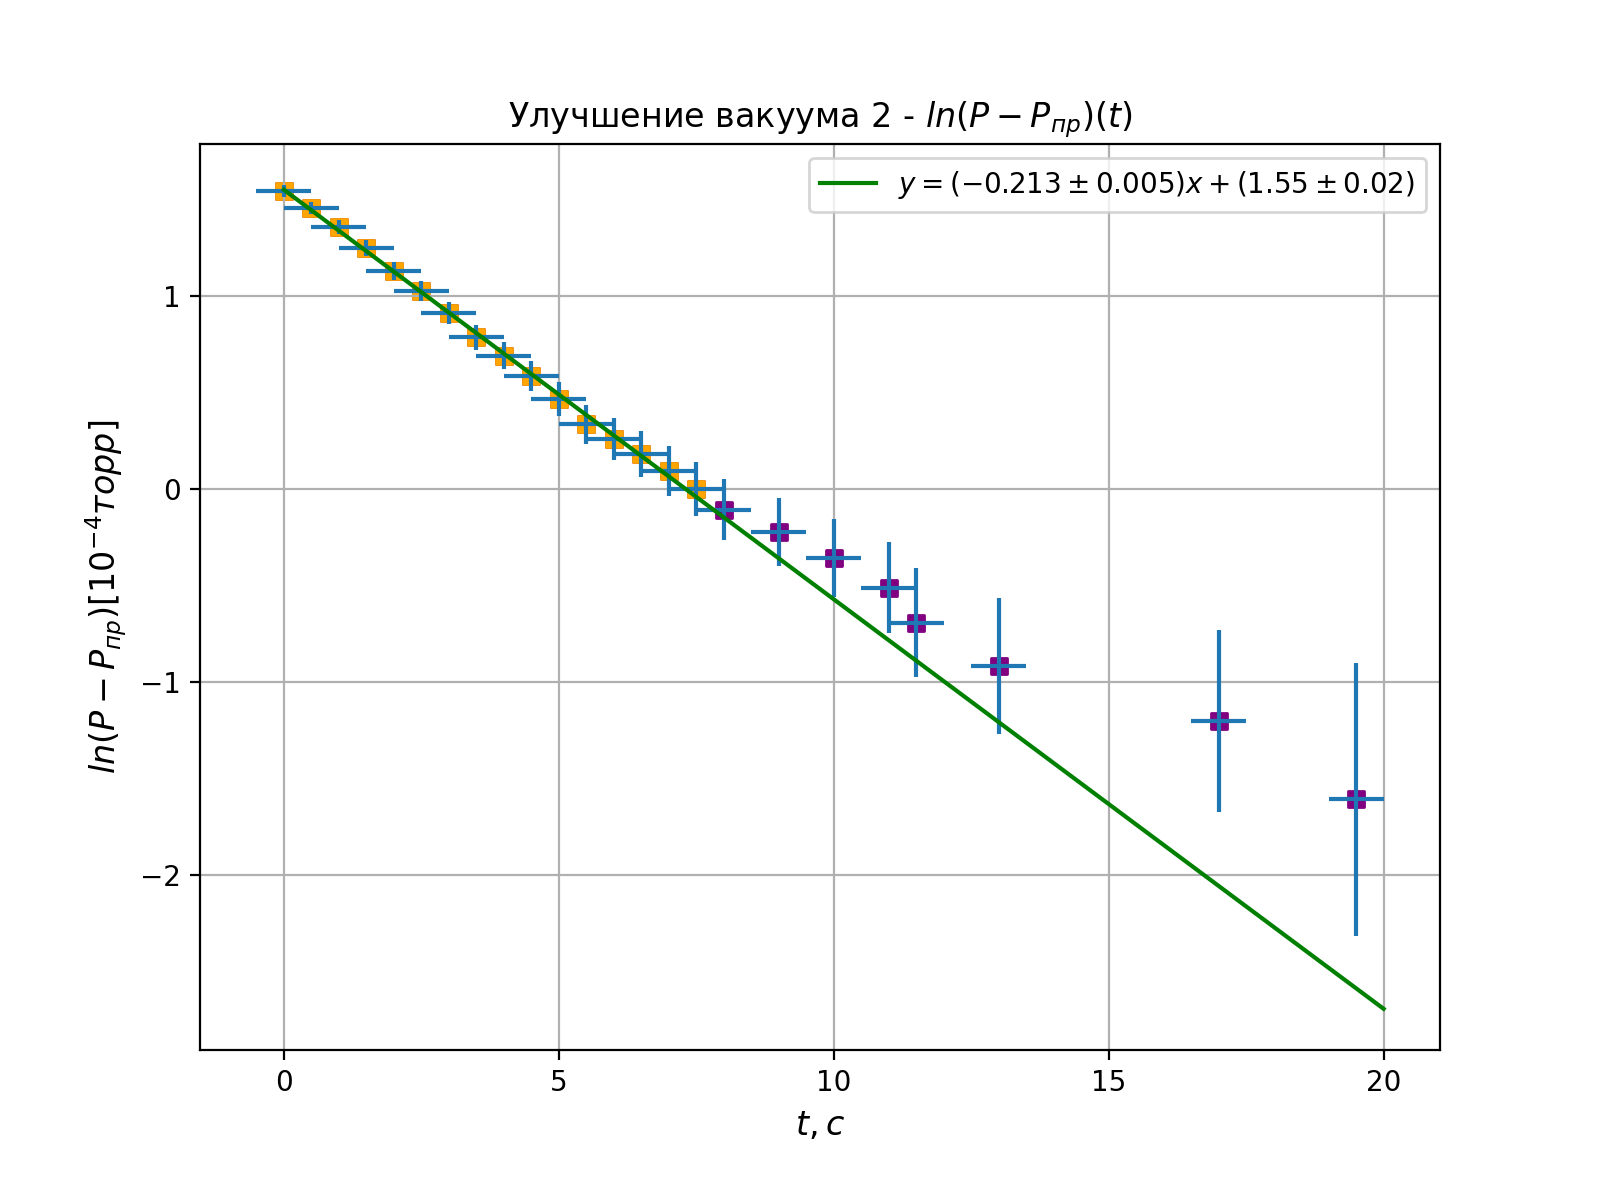 Улучшение вакуума 2 - ln(P − Pпр)(t)
y = (−0.213 ± 0.005)x + (1.55 ± 0.02)
ln(P − Pпр)[10⁻⁴торр]
1
0
−1
−2
0 5 10 15 20
t, c